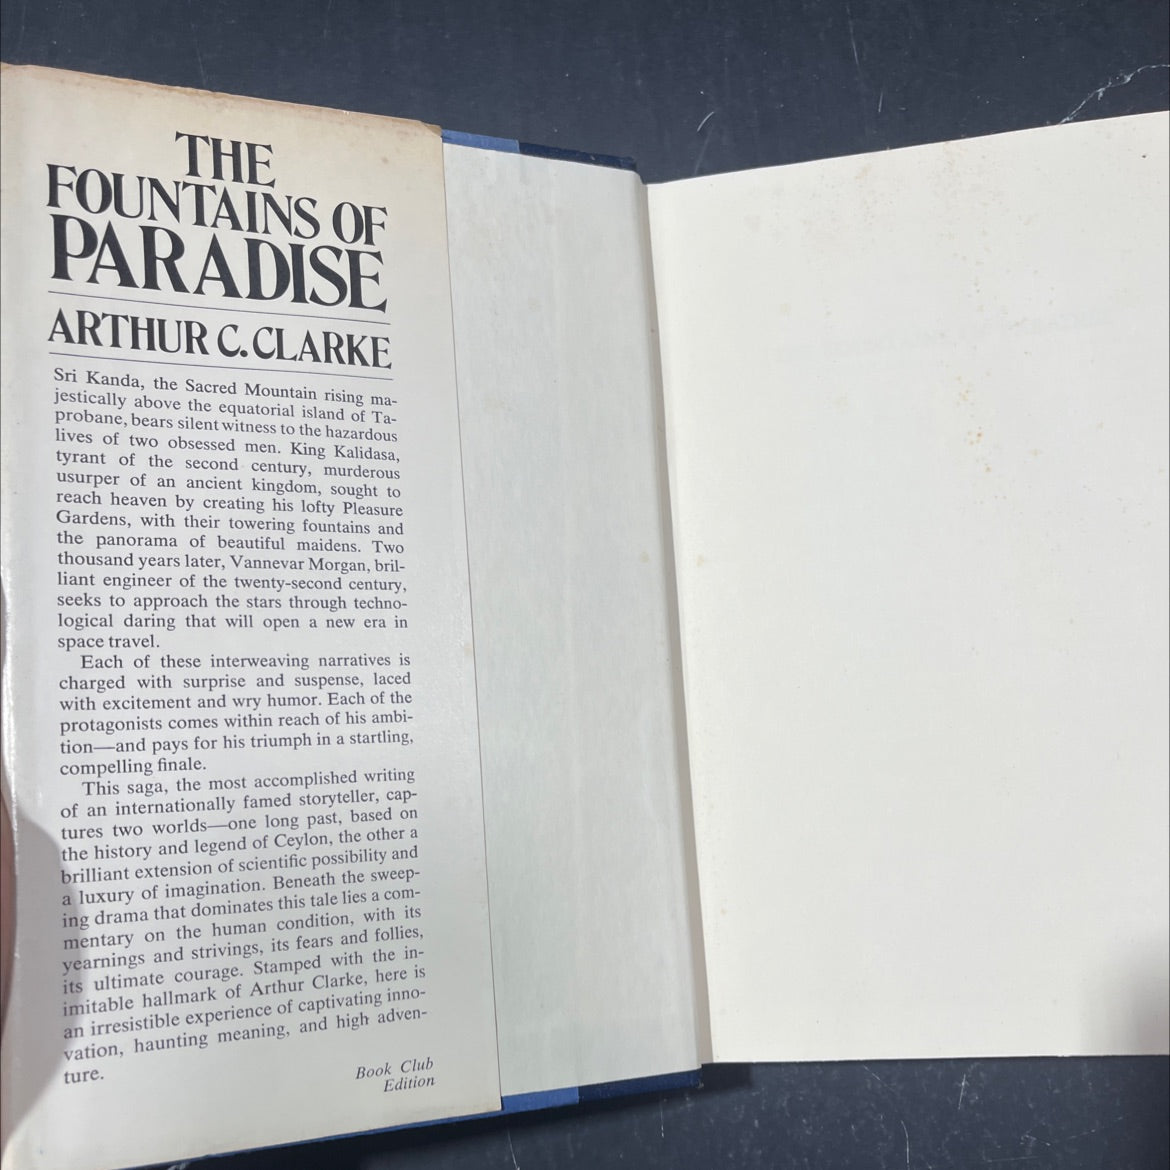 THE
FOUNTAINS OF
PARADISE
ARTHUR C. CLARKE
Sri Kanda, the Sacred Mountain rising ma-
jestically above the equatorial island of Ta-
probane, bears silent witness to the hazardous
lives of two obsessed men. King Kalidasa,
tyrant of the second century, murderous
usurper of an ancient kingdom, sought to
reach heaven by creating his lofty Pleasure
Gardens, with their towering fountains and
the panorama of beautiful maidens. Two
thousand years later, Vannevar Morgan, bril-
liant engineer of the twenty-second century,
seeks to approach the stars through techno-
logical daring that will open a new era in
space travel.
Each of these interweaving narratives is
charged with surprise and suspense, laced
with excitement and wry humor. Each of the
protagonists comes within reach of his ambi-
tion—and pays for his triumph in a startling,
compelling finale.
This saga, the most accomplished writing
of an internationally famed storyteller, cap-
tures two worlds—one long past, based on
the history and legend of Ceylon, the other a
brilliant extension of scientific possibility and
a luxury of imagination. Beneath the sweep-
ing drama that dominates this tale lies a com-
mentary on the human condition, with its
yearnings and strivings, its fears and follies,
its ultimate courage. Stamped with the in-
imitable hallmark of Arthur Clarke, here is
an irresistible experience of captivating inno-
vation, haunting meaning, and high adven-
ture.
Book Club
Edition